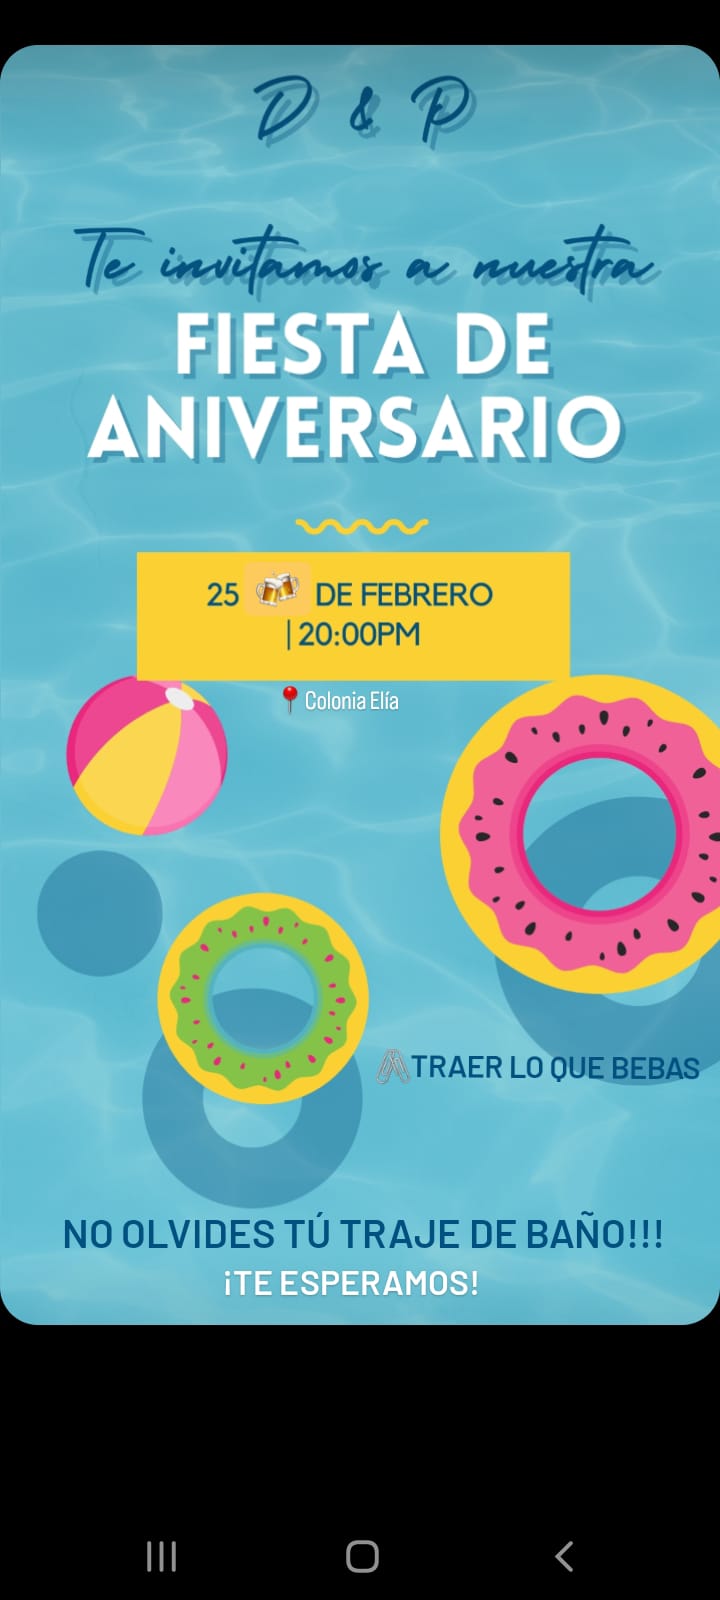 D & P
Te invitamos a nuestra
FIESTA DE
ANIVERSARIO
25 🍻 DE FEBRERO
| 20:00PM
📍 Colonia Elía
🖇️TRAER LO QUE BEBAS
NO OLVIDES TÚ TRAJE DE BAÑO!!!
¡TE ESPERAMOS!